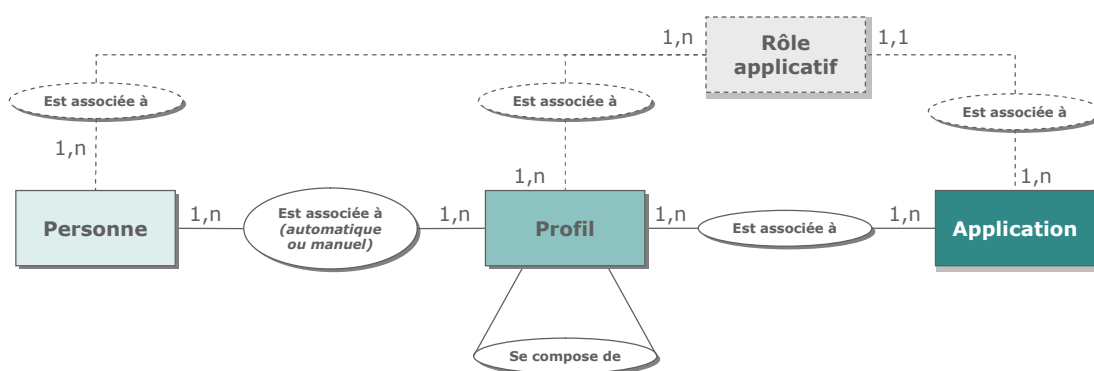 1,n
Rôle
applicatif
1,1
Est associée à
Est associée à
Est associée à
1,n
1,n
1,n
Personne
1,n
Est associée à
(automatique
ou manuel)
1,n
Profil
1,n
Est associée à
1,n
Application
Se compose de